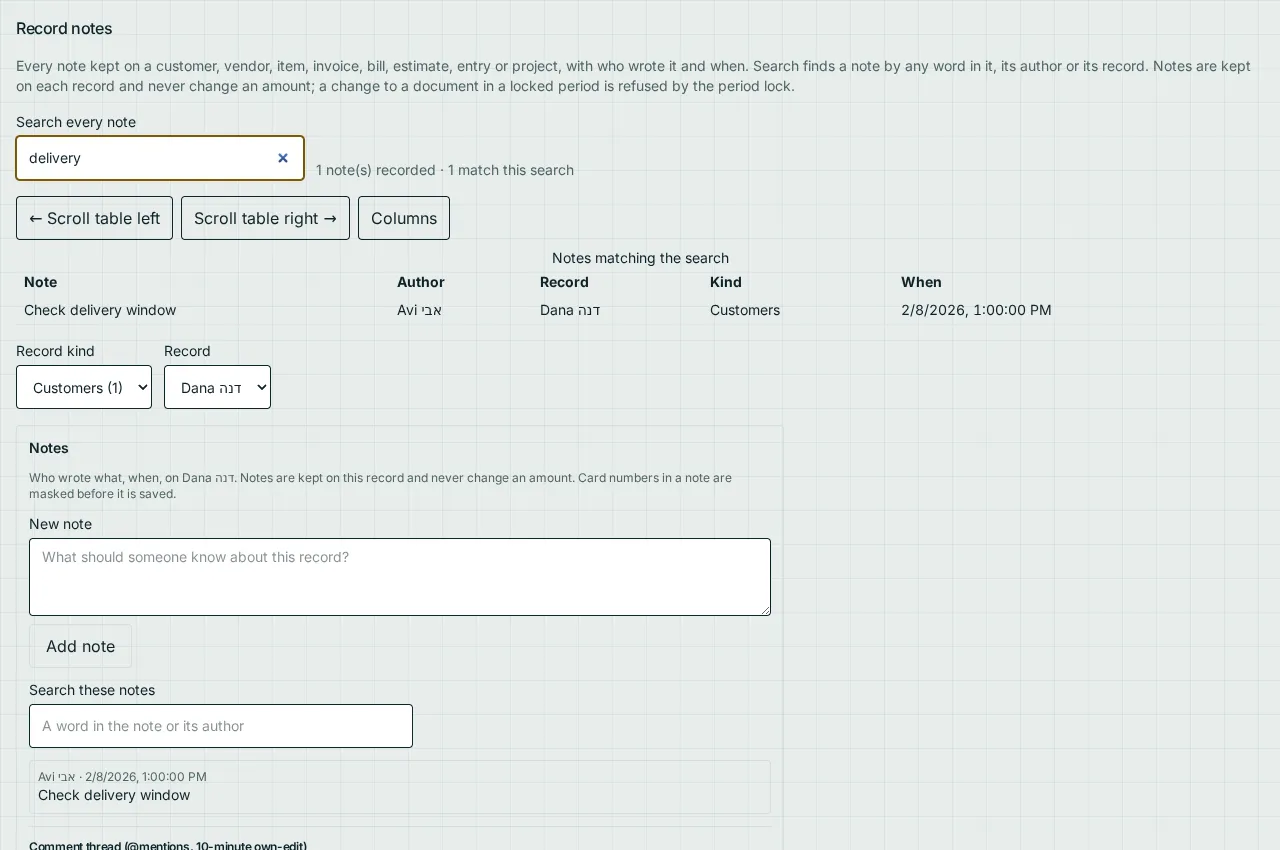 Record notes
Every note kept on a customer, vendor, item, invoice, bill, estimate, entry or project, with who wrote it and when. Search finds a note by any word in it, its author or its record. Notes are kept
on each record and never change an amount; a change to a document in a locked period is refused by the period lock.
Search every note
delivery
1 note(s) recorded · 1 match this search
← Scroll table left
Scroll table right →
Columns
Notes matching the search
Note Author Record Kind When
Check delivery window Avi אבי Dana דנה Customers 2/8/2026, 1:00:00 PM
Record kind Record
Customers (1) Dana דנה
Notes
Who wrote what, when, on Dana דנה. Notes are kept on this record and never change an amount. Card numbers in a note are
masked before it is saved.
New note
What should someone know about this record?
Add note
Search these notes
A word in the note or its author
Avi אבי · 2/8/2026, 1:00:00 PM
Check delivery window
Comment thread (@mentions, 10-minute own-edit)